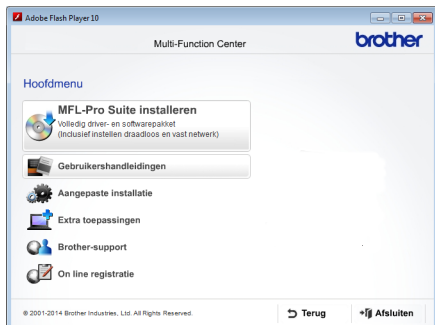 Adobe Flash Player 10
Multi-Function Center
brother
Hoofdmenu
MFL-Pro Suite installeren
Volledig driver- en softwarepakket
(Inclusief instellen draadloos en vast netwerk)
Gebruikershandleidingen
Aangepaste installatie
Extra toepassingen
Brother-support
On line registratie
© 2001-2014 Brother Industries, Ltd. All Rights Reserved.
Terug
Afsluiten